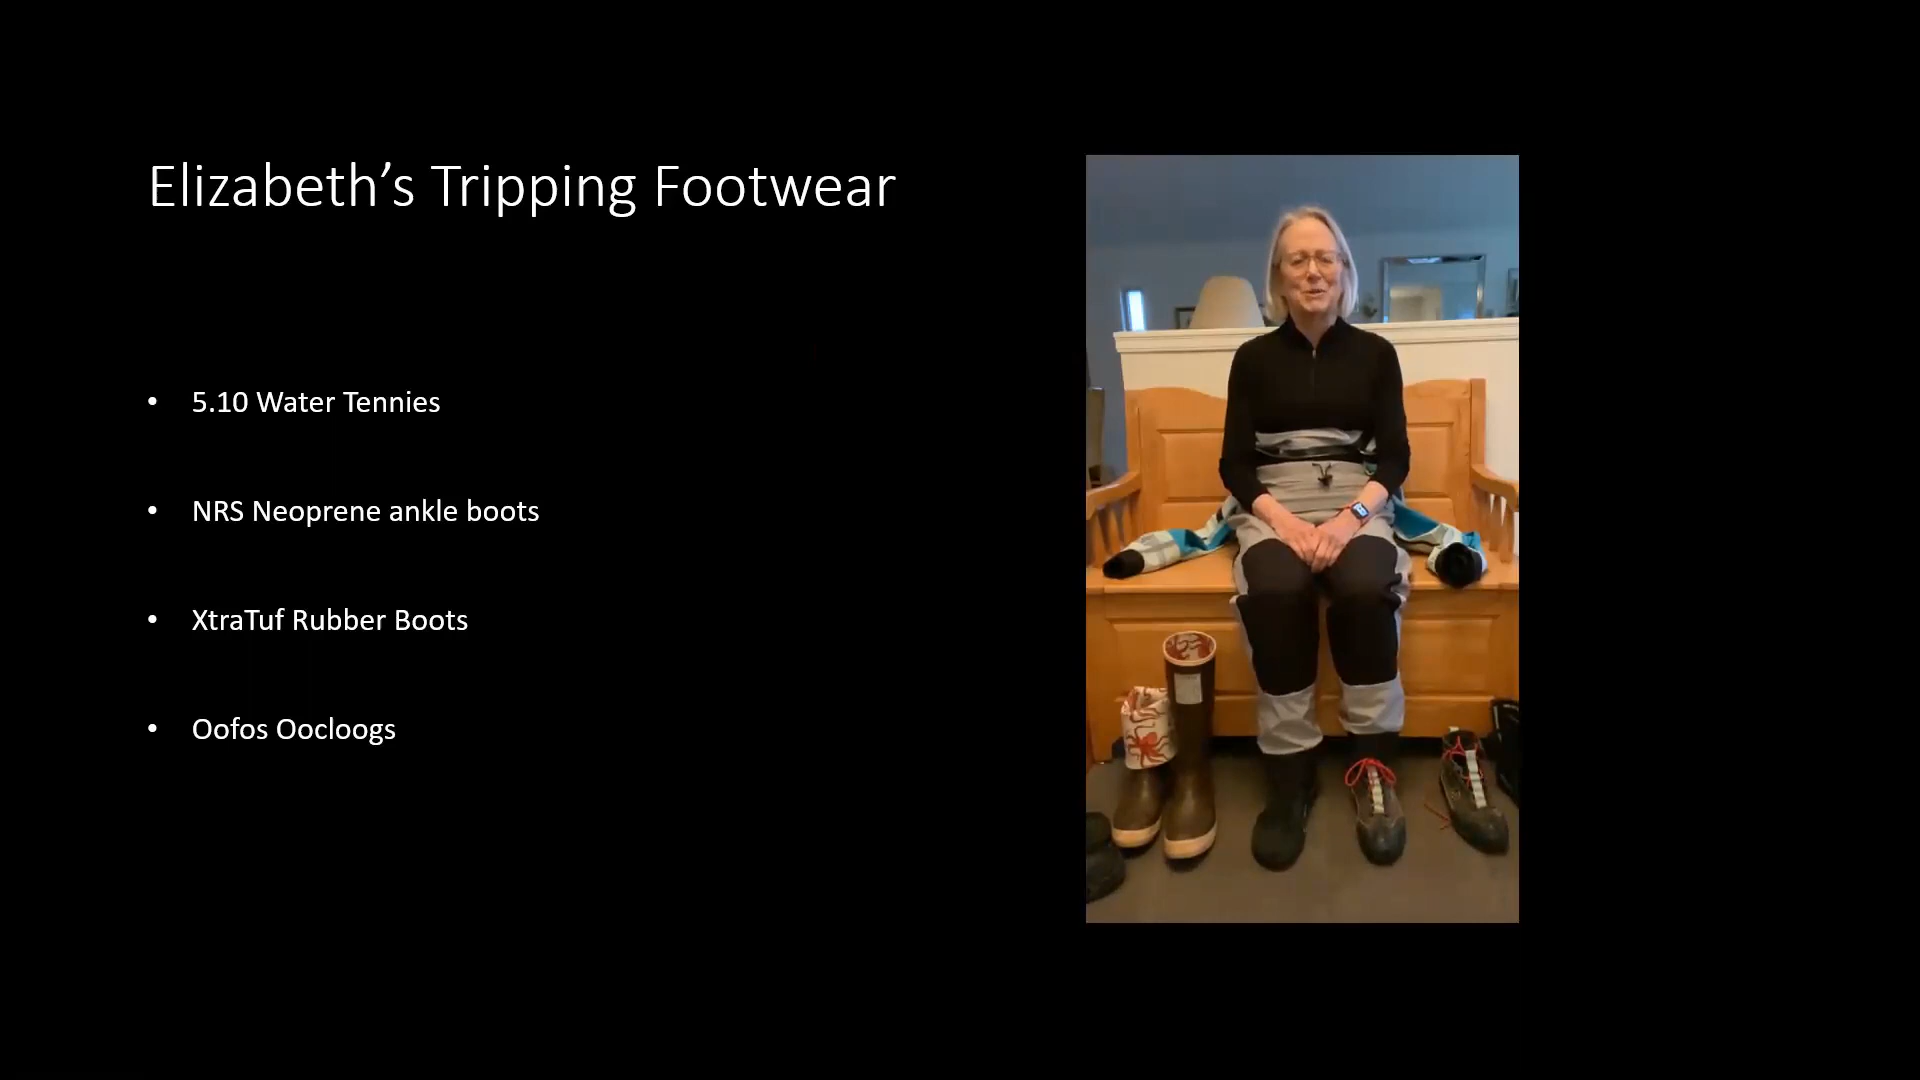 Elizabeth’s Tripping Footwear
• 5.10 Water Tennies
• NRS Neoprene ankle boots
• XtraTuf Rubber Boots
• Oofos Oocloogs